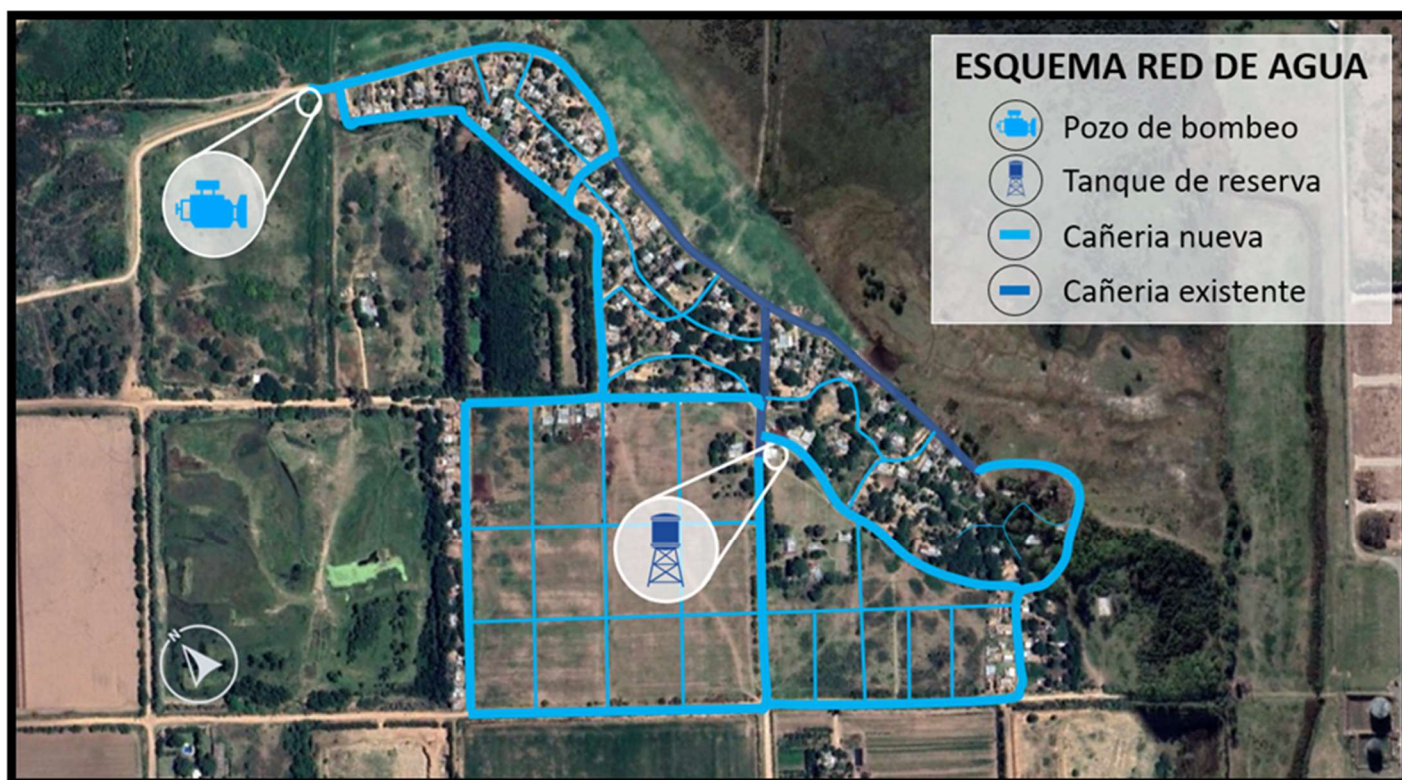 ESQUEMA RED DE AGUA
Pozo de bombeo
Tanque de reserva
Cañeria nueva
Cañeria existente
N